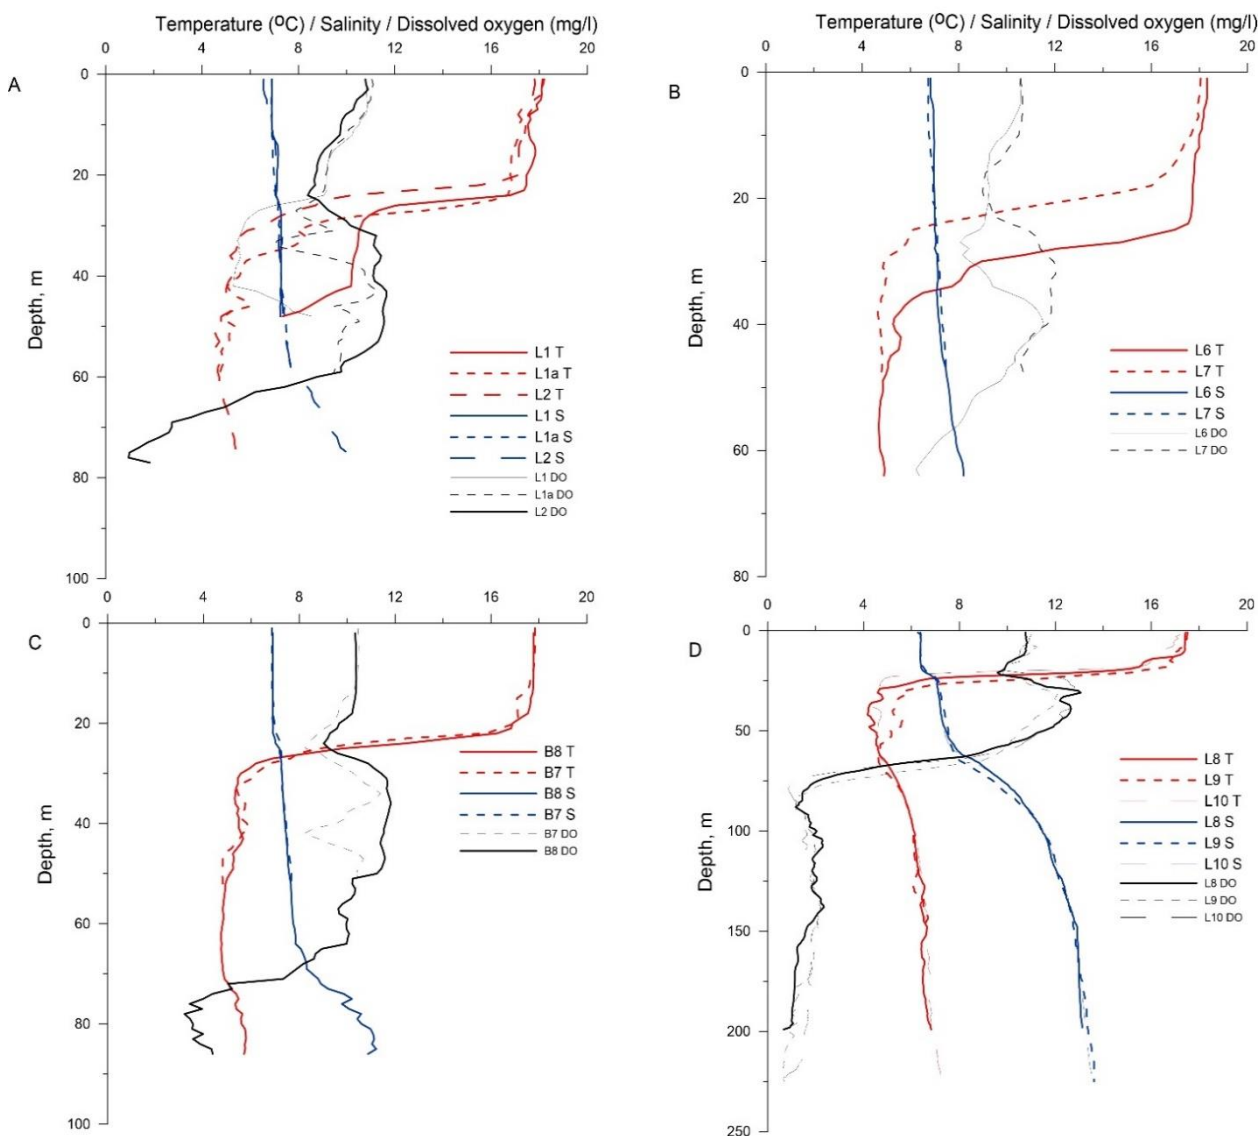 Temperature (ºC) / Salinity / Dissolved oxygen (mg/l)
0 4 8 12 16 20
A
0
20
40
60
80
100
Depth, m
L1 T
L1a T
L2 T
L1 S
L1a S
L2 S
L1 DO
L1a DO
L2 DO
Temperature (ºC) / Salinity / Dissolved oxygen (mg/l)
0 4 8 12 16 20
B
0
20
40
60
80
Depth, m
L6 T
L7 T
L6 S
L7 S
L6 DO
L7 DO
0 4 8 12 16 20
C
0
20
40
60
80
100
Depth, m
B8 T
B7 T
B8 S
B7 S
B7 DO
B8 DO
0 4 8 12 16 20
D
0
50
100
150
200
250
Depth, m
L8 T
L9 T
L10 T
L8 S
L9 S
L10 S
L8 DO
L9 DO
L10 DO